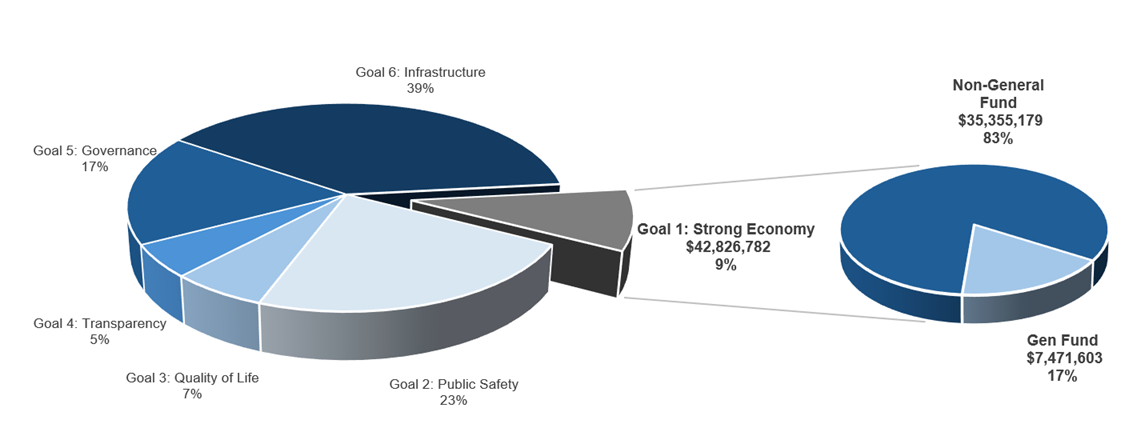 Goal 6: Infrastructure
39%
Goal 5: Governance
17%
Goal 4: Transparency
5%
Goal 3: Quality of Life
7%
Goal 2: Public Safety
23%
Goal 1: Strong Economy
$42,826,782
9%
Non-General
Fund
$35,355,179
83%
Gen Fund
$7,471,603
17%